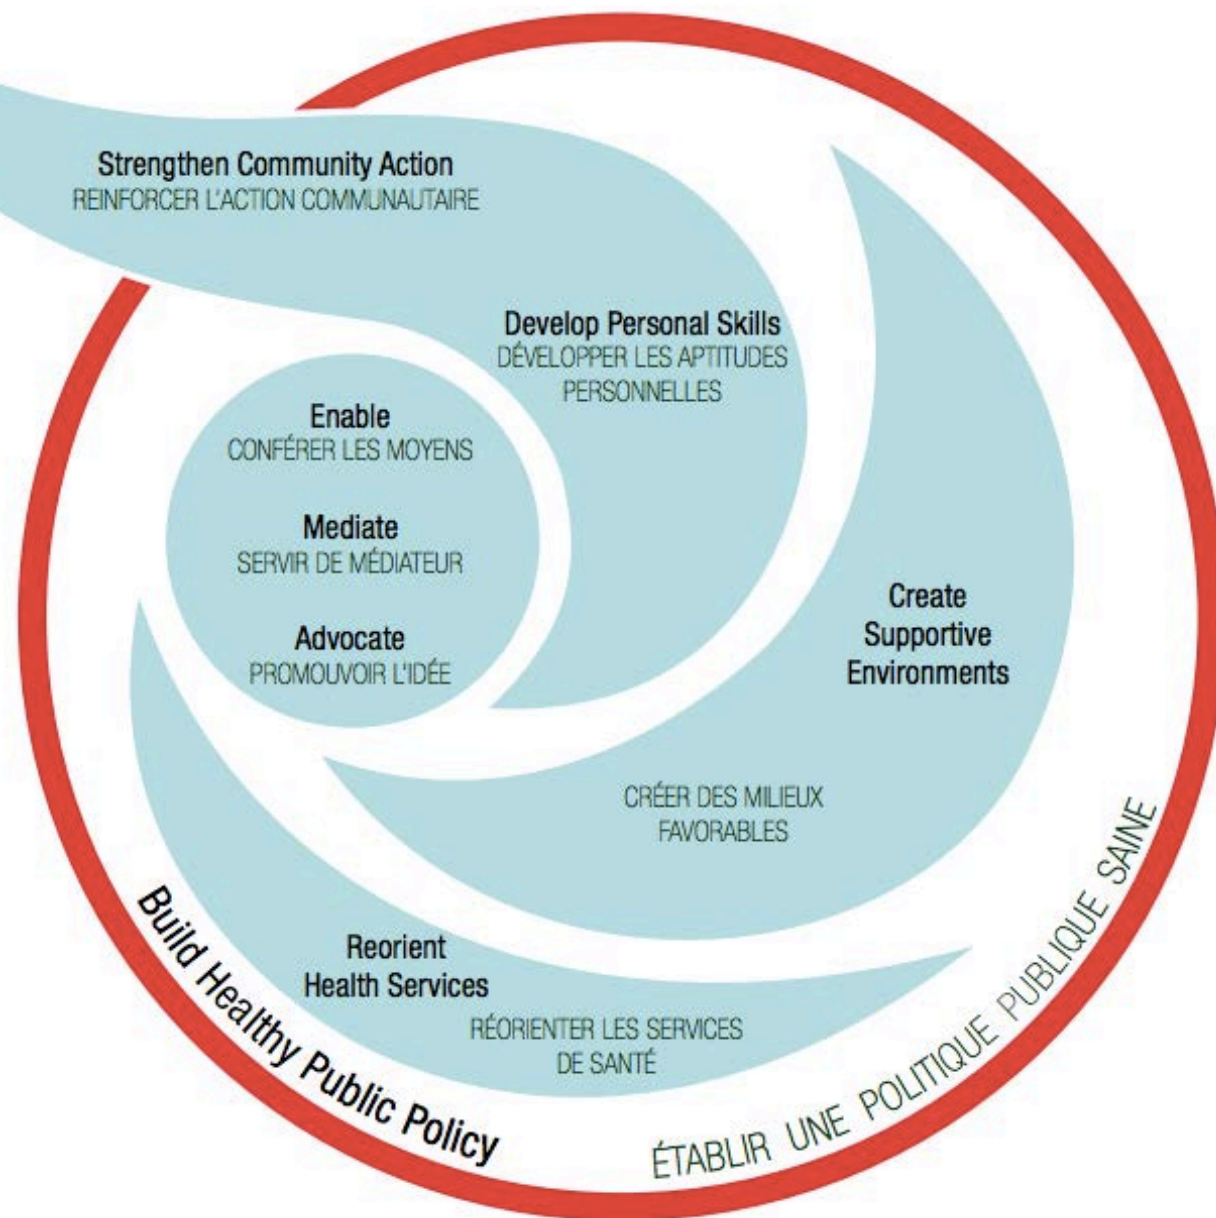 Strengthen Community Action
REINFORCER L'ACTION COMMUNAUTAIRE
Develop Personal Skills
DÉVELOPPER LES APTITUDES
PERSONNELLES
Enable
CONFÉRER LES MOYENS
Mediate
SERVIR DE MÉDIATEUR
Advocate
PROMOUVOIR L'IDÉE
Create
Supportive
Environments
CRÉER DES MILIEUX
FAVORABLES
Reorient
Health Services
RÉORIENTER LES SERVICES
DE SANTÉ
Build Healthy Public Policy
ÉTABLIR UNE POLITIQUE PUBLIQUE SAINE